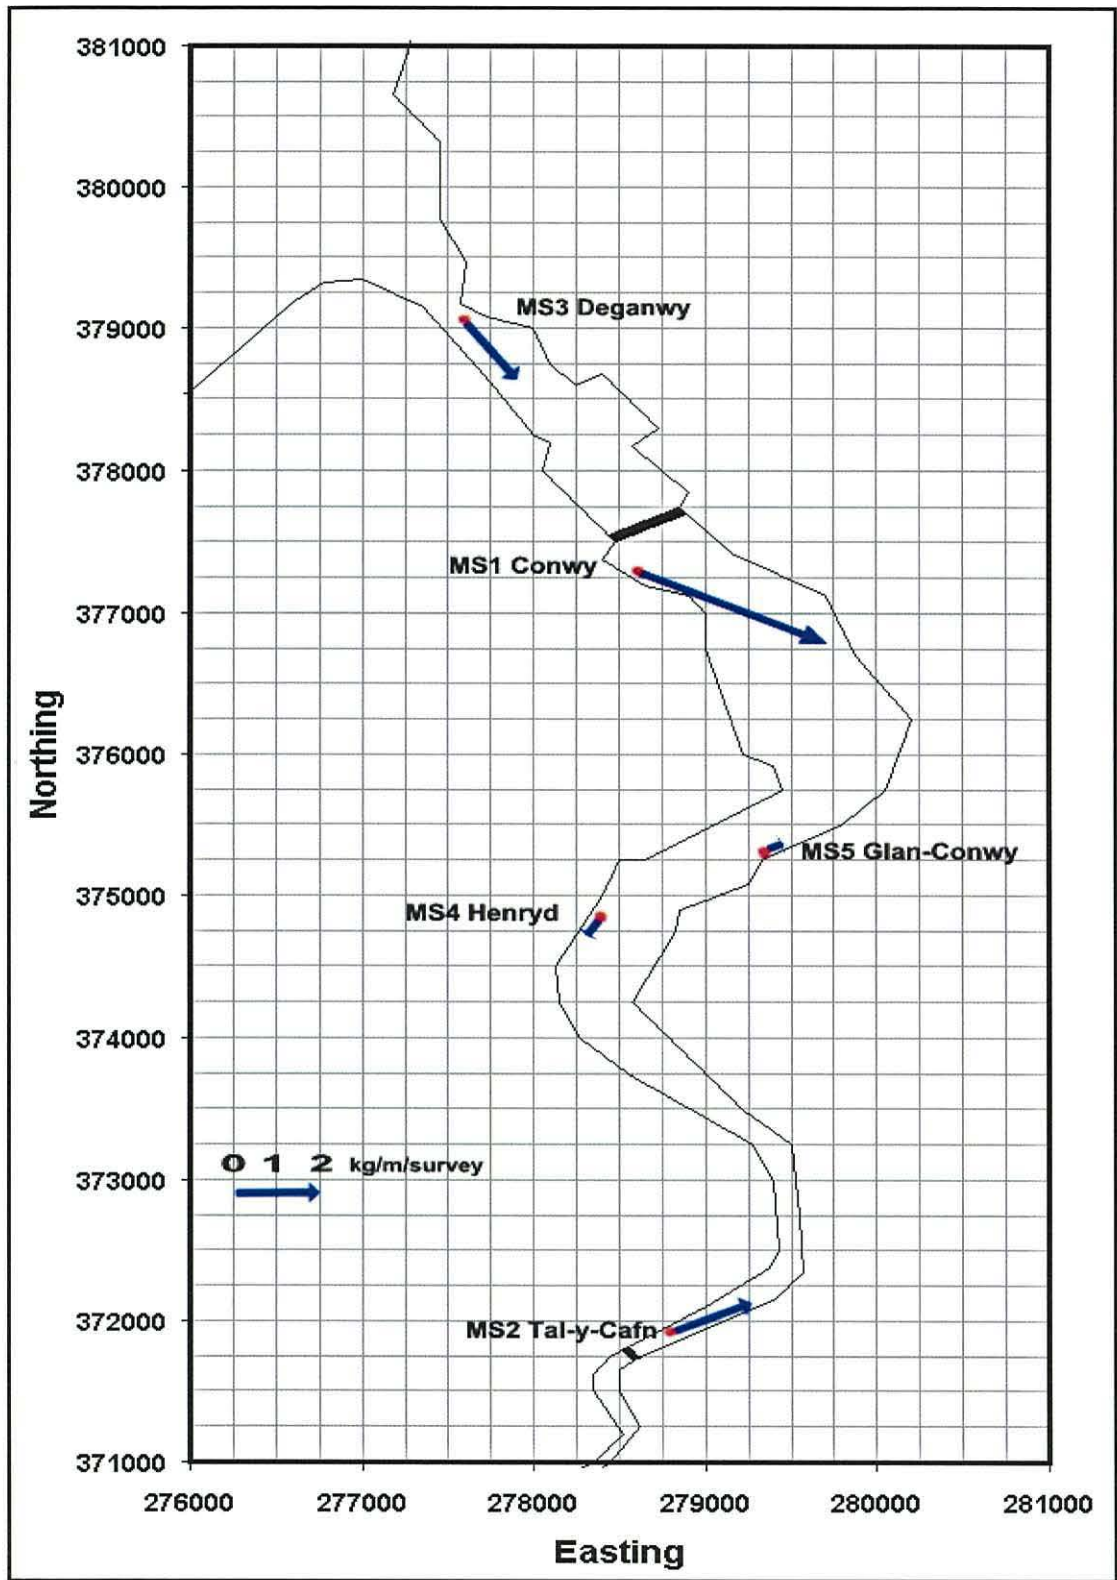 381000
380000
379000
378000
377000
376000
375000
374000
373000
372000
371000
Northing
MS3 Deganwy
MS1 Conwy
MS5 Glan-Conwy
MS4 Henryd
0 1 2 kg/m/survey
MS2 Tal-y-Cafn
276000 277000 278000 279000 280000 281000
Easting